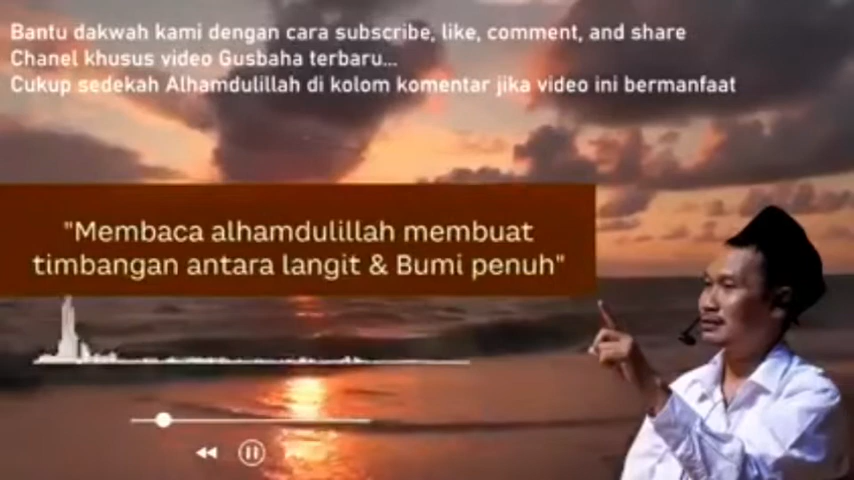 Bantu dakwah kami dengan cara subscribe, like, comment, and share
Chanel khusus video Gusbaha terbaru...
Cukup sedekah Alhamdulillah di kolom komentar jika video ini bermanfaat
"Membaca alhamdulillah membuat
timbangan antara langit & Bumi penuh"